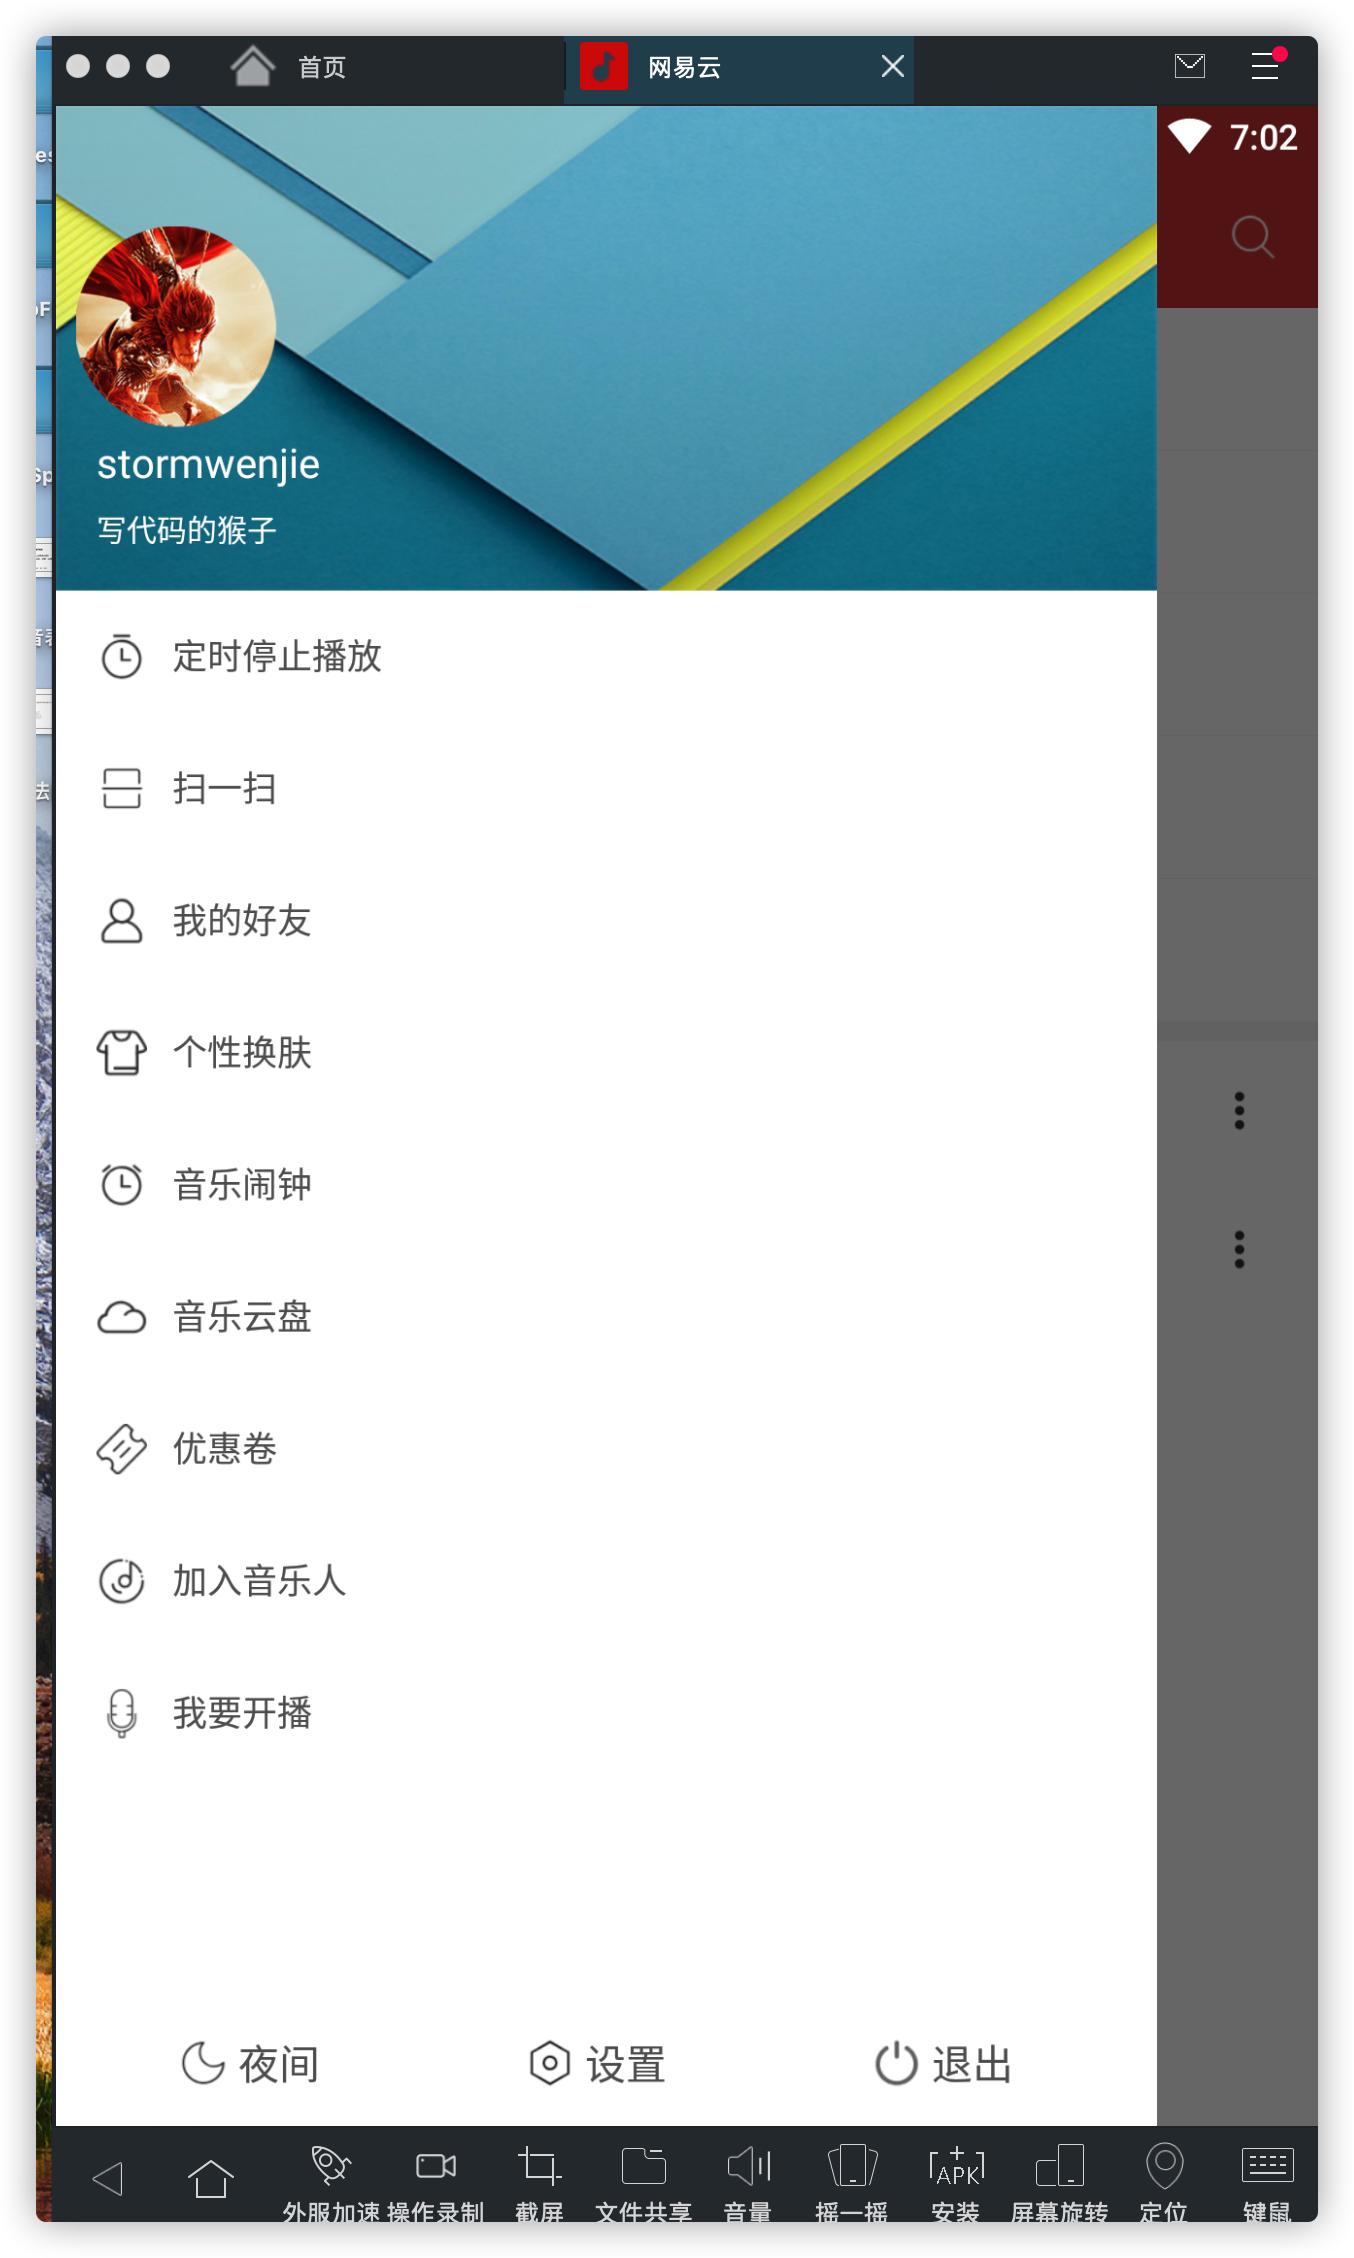 首页
网易云
7:02
stormwenjie
写代码的猴子
定时停止播放
扫一扫
我的好友
个性换肤
音乐闹钟
音乐云盘
优惠卷
加入音乐人
我要开播
夜间
设置
退出
APK
外服加速 操作录制 截屏 文件共享 音量 摇一摇 安装 屏幕旋转 定位 键鼠